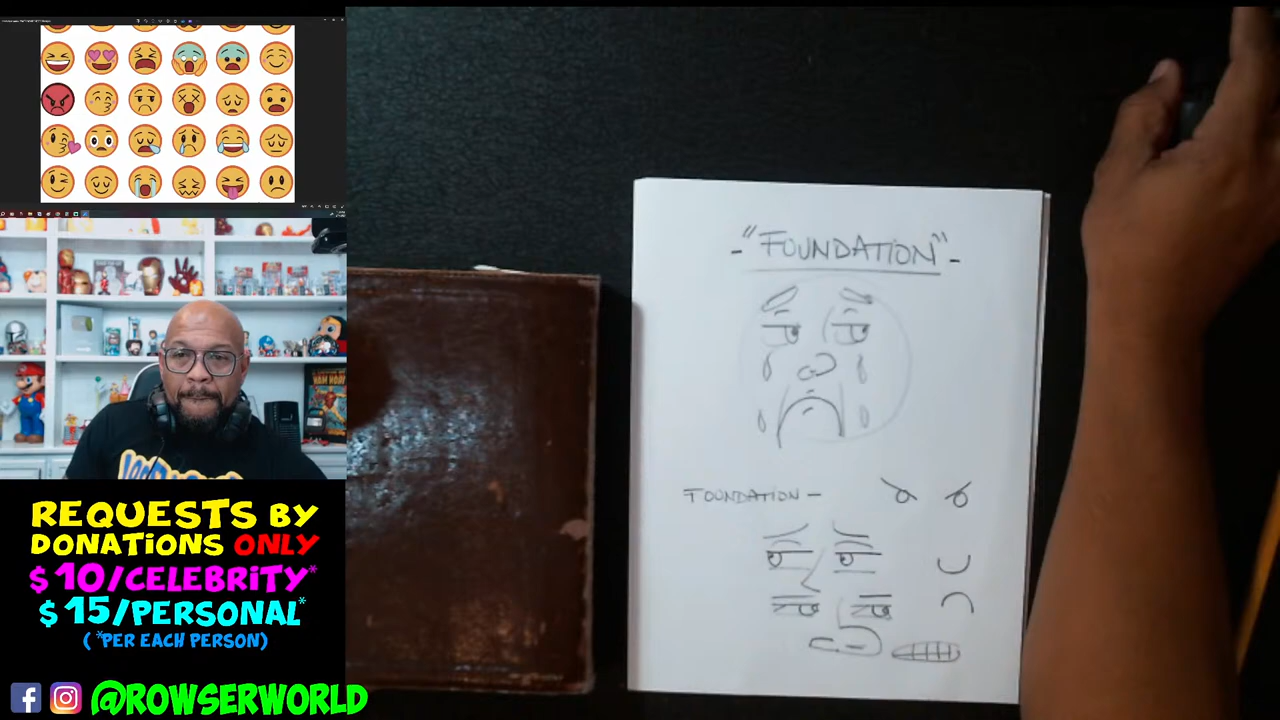 -"FOUNDATION"-
FOUNDATION -
REQUESTS BY
DONATIONS ONLY
$10/CELEBRITY*
$15/PERSONAL*
(*PER EACH PERSON)
@ROWSERWORLD